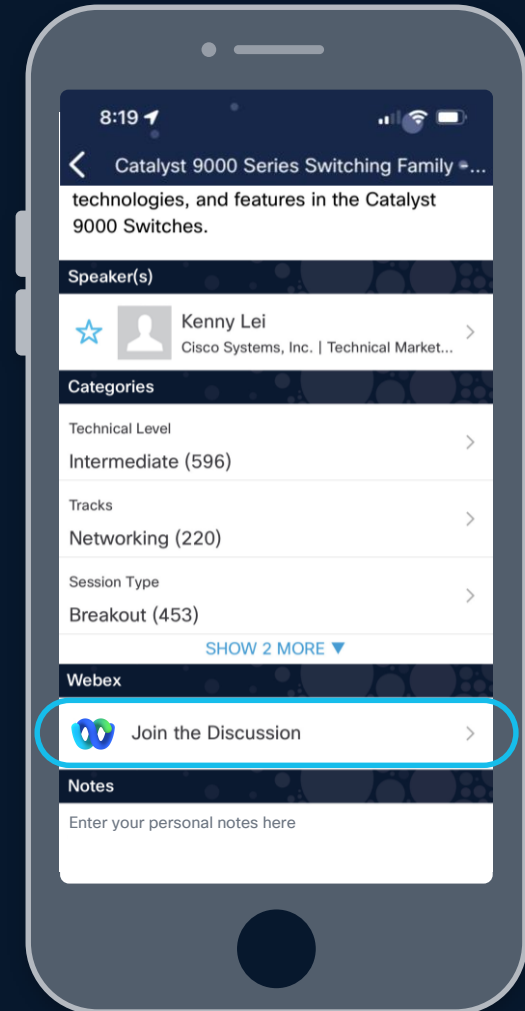 8:19
Catalyst 9000 Series Switching Family -...
technologies, and features in the Catalyst
9000 Switches.
Speaker(s)
Kenny Lei
Cisco Systems, Inc. | Technical Market...
Categories
Technical Level
Intermediate (596)
Tracks
Networking (220)
Session Type
Breakout (453)
SHOW 2 MORE ▼
Webex
Join the Discussion
Notes
Enter your personal notes here